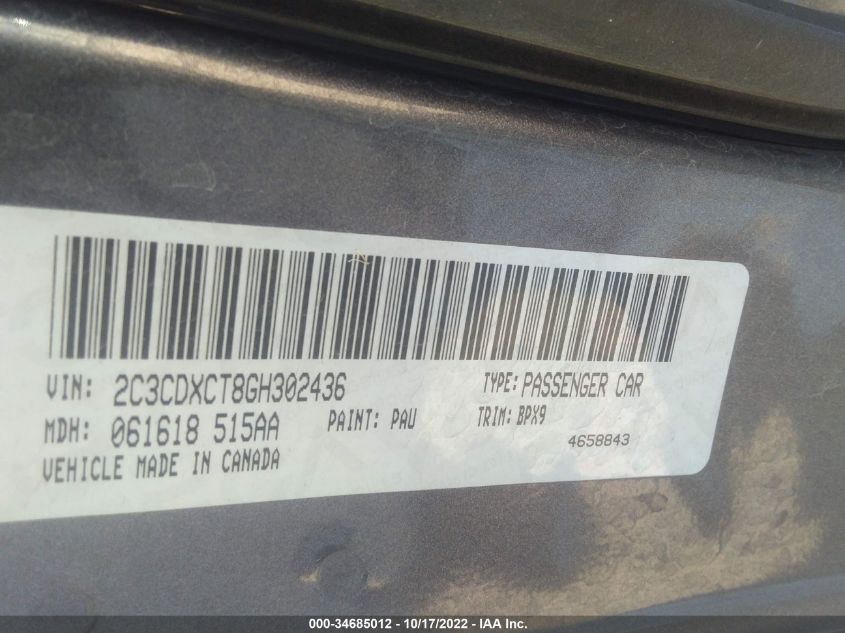 VIN: 2C3CDXCT8GH302436 TYPE: PASSENGER CAR
MDH: 061618 515AA PAINT: PAU TRIM: BPX9
VEHICLE MADE IN CANADA 4658843
000-34685012 - 10/17/2022 - IAA Inc.